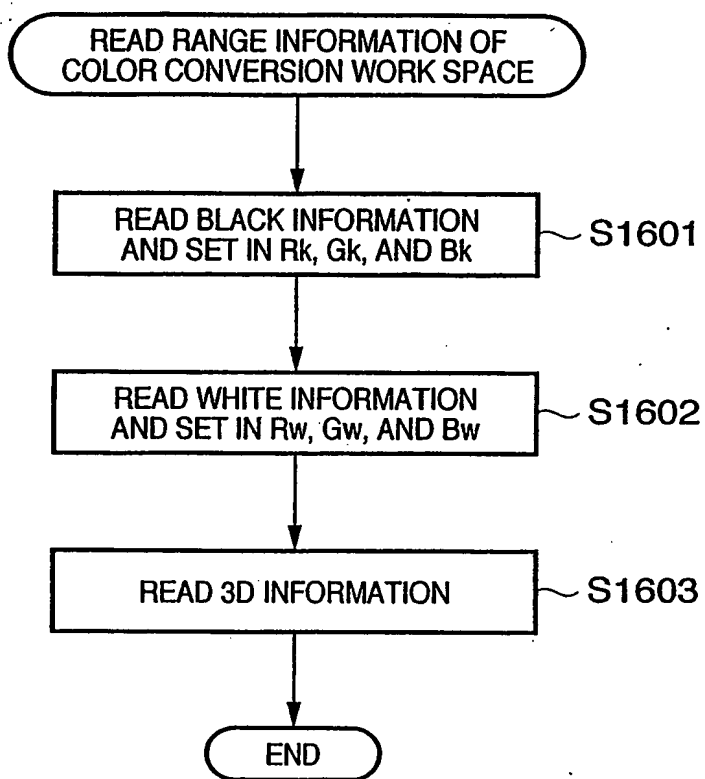 READ RANGE INFORMATION OF
COLOR CONVERSION WORK SPACE
READ BLACK INFORMATION
AND SET IN Rk, Gk, AND Bk
S1601
READ WHITE INFORMATION
AND SET IN Rw, Gw, AND Bw
S1602
READ 3D INFORMATION
S1603
END